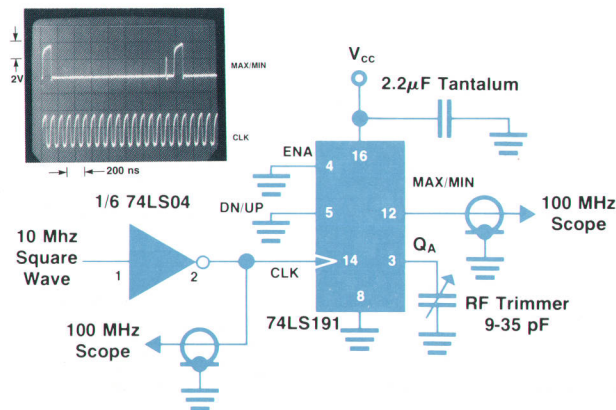 2V
MAX/MIN
CLK
200 ns
VCC
2.2µF Tantalum
ENA
4
16
MAX/MIN
1/6 74LS04
DN/UP
5
12
100 MHz
Scope
10 Mhz
Square
Wave
1
2
CLK
14
QA
3
100 MHz
Scope
8
RF Trimmer
9-35 pF
74LS191